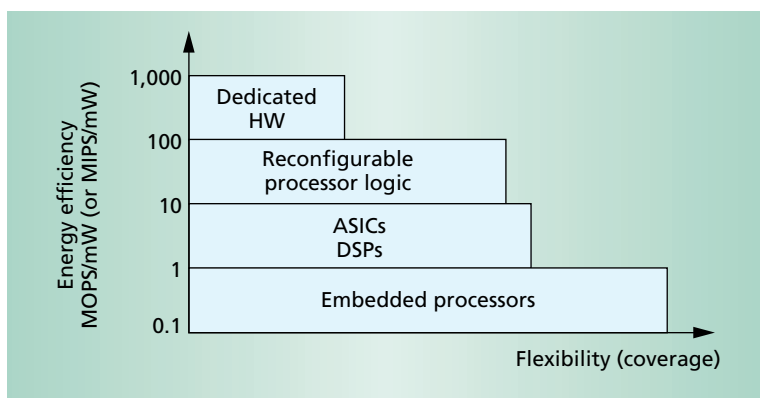 1,000
100
10
1
0.1
Energy efficiency
MOPS/mW (or MIPS/mW)
Dedicated
HW
Reconfigurable
processor logic
ASICs
DSPs
Embedded processors
Flexibility (coverage)